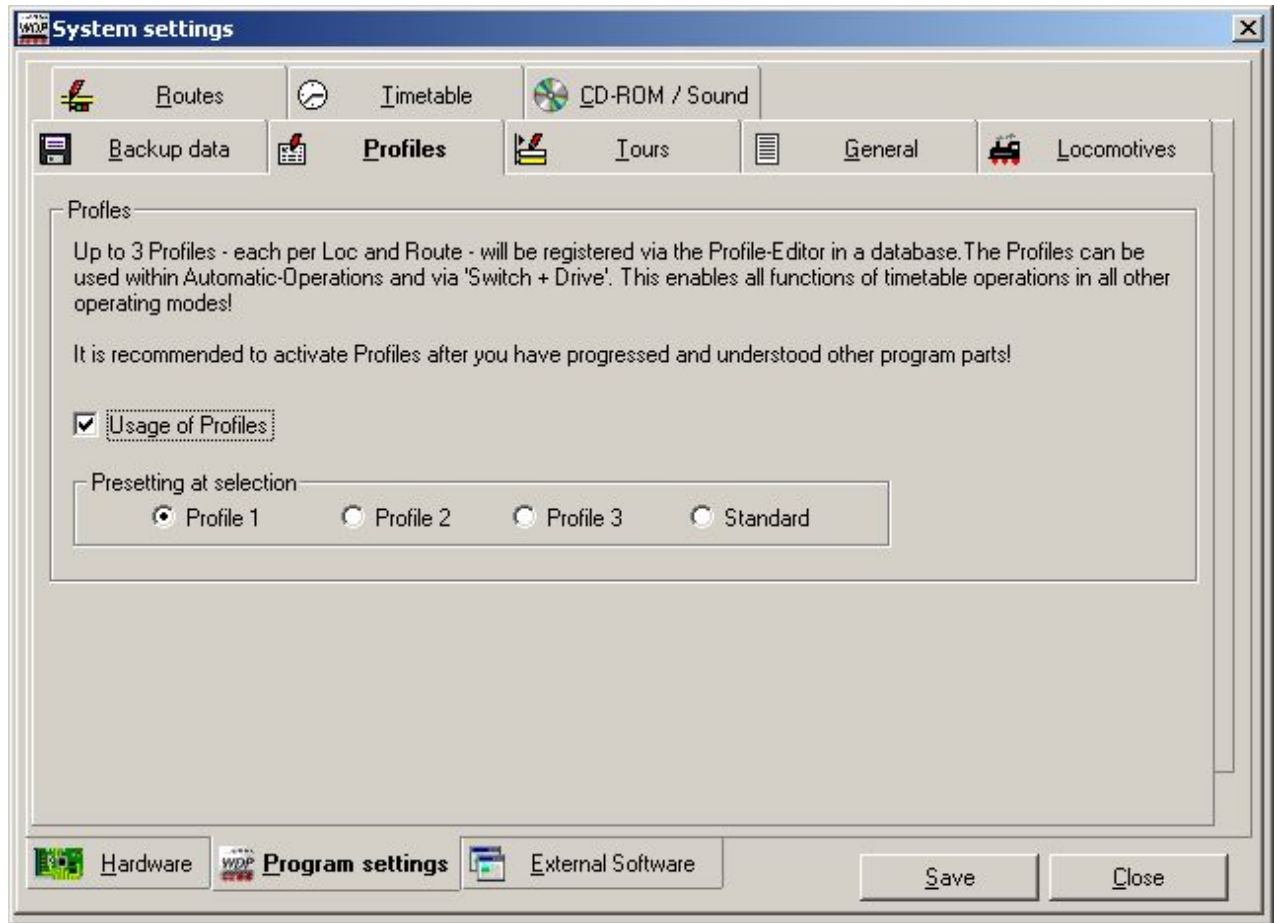 WDP System settings
Routes Timetable CD-ROM / Sound
Backup data Profiles Tours General Locomotives
Profles
Up to 3 Profiles - each per Loc and Route - will be registered via the Profile-Editor in a database.The Profiles can be
used within Automatic-Operations and via 'Switch + Drive'. This enables all functions of timetable operations in all other
operating modes!
It is recommended to activate Profiles after you have progressed and understood other program parts!
Usage of Profiles
Presetting at selection
Profile 1 Profile 2 Profile 3 Standard
Hardware WDP Program settings External Software
Save Close